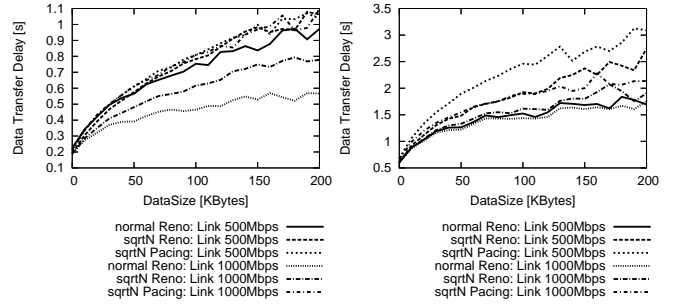 Data Transfer Delay [s]
1.1
1
0.9
0.8
0.7
0.6
0.5
0.4
0.3
0.2
0.1
0
50
100
150
200
DataSize [KBytes]
normal Reno: Link 500Mbps
sqrtN Reno: Link 500Mbps
sqrtN Pacing: Link 500Mbps
normal Reno: Link 1000Mbps
sqrtN Reno: Link 1000Mbps
sqrtN Pacing: Link 1000Mbps
Data Transfer Delay [s]
3.5
3
2.5
2
1.5
1
0.5
0
50
100
150
200
DataSize [KBytes]
normal Reno: Link 500Mbps
sqrtN Reno: Link 500Mbps
sqrtN Pacing: Link 500Mbps
normal Reno: Link 1000Mbps
sqrtN Reno: Link 1000Mbps
sqrtN Pacing: Link 1000Mbps